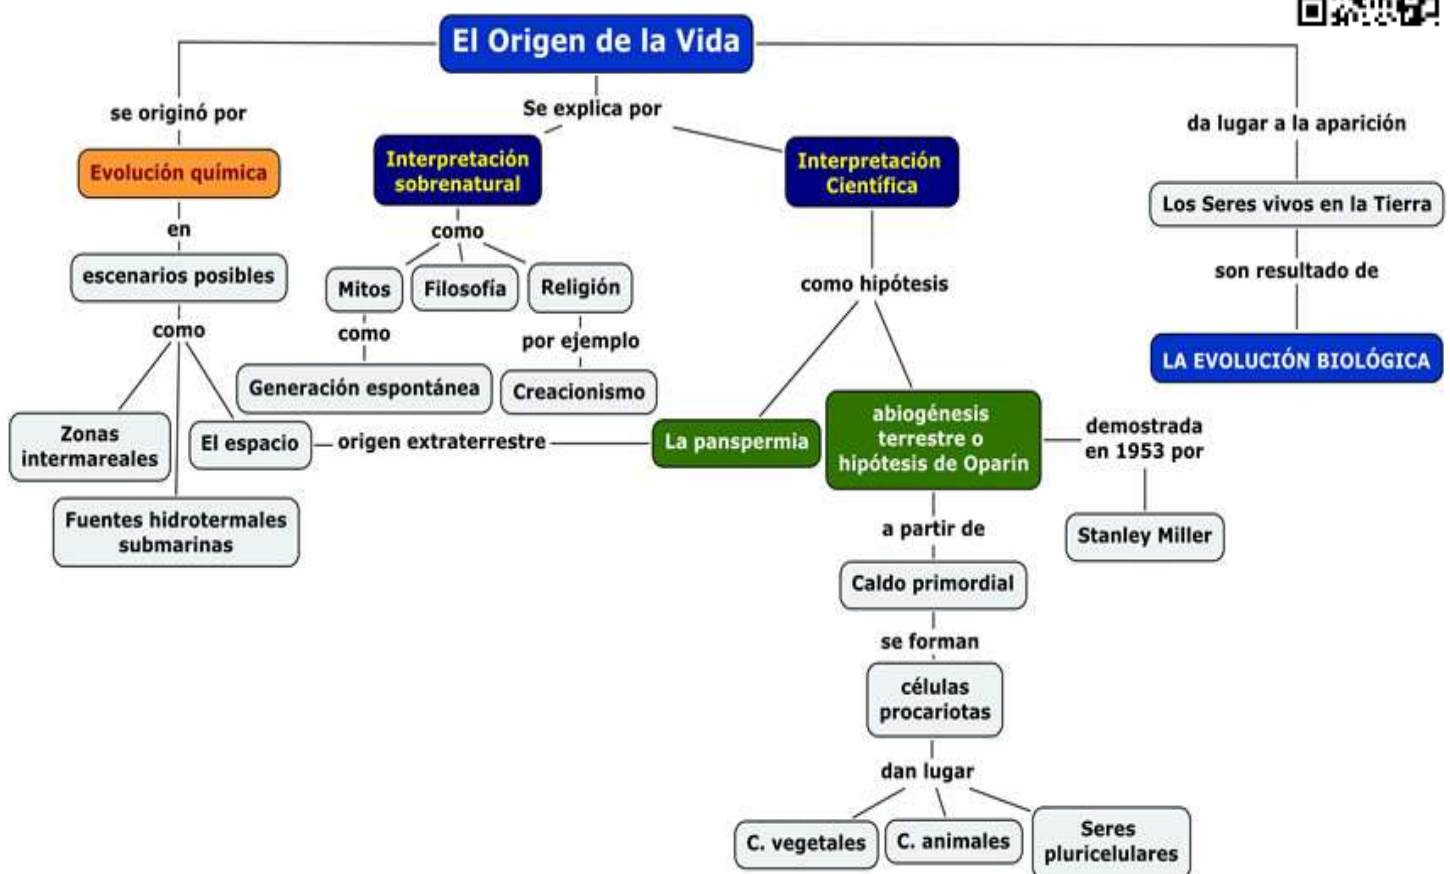 El Origen de la Vida
se originó por
Evolución química
en
escenarios posibles
como
Zonas
intermareales
Fuentes hidrotermales
submarinas
El espacio
origen extraterrestre
Se explica por
Interpretación
sobrenatural
como
Mitos
como
Generación espontánea
Filosofía
Religión
por ejemplo
Creacionismo
Interpretación
Científica
como hipótesis
La panspermia
abiogénesis
terrestre o
hipótesis de Oparín
demostrada
en 1953 por
Stanley Miller
a partir de
Caldo primordial
se forman
células
procariotas
dan lugar
C. vegetales
C. animales
Seres
pluricelulares
da lugar a la aparición
Los Seres vivos en la Tierra
son resultado de
LA EVOLUCIÓN BIOLÓGICA